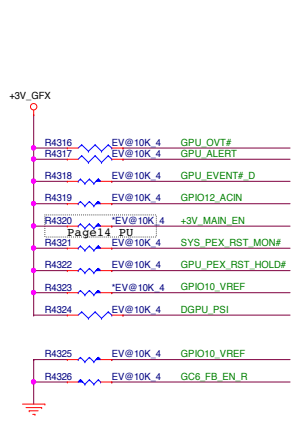 +3V_GFX
R4316 EV@10K_4 GPU_OVT#
R4317 EV@10K_4 GPU_ALERT
R4318 EV@10K_4 GPU_EVENT#_D
R4319 EV@10K_4 GPIO12_ACIN
R4320 *EV@10K_4 +3V_MAIN_EN
Page14 PU
R4321 EV@10K_4 SYS_PEX_RST_MON#
R4322 EV@10K_4 GPU_PEX_RST_HOLD#
R4323 *EV@10K_4 GPIO10_VREF
R4324 EV@10K_4 DGPU_PSI
R4325 EV@10K_4 GPIO10_VREF
R4326 EV@10K_4 GC6_FB_EN_R